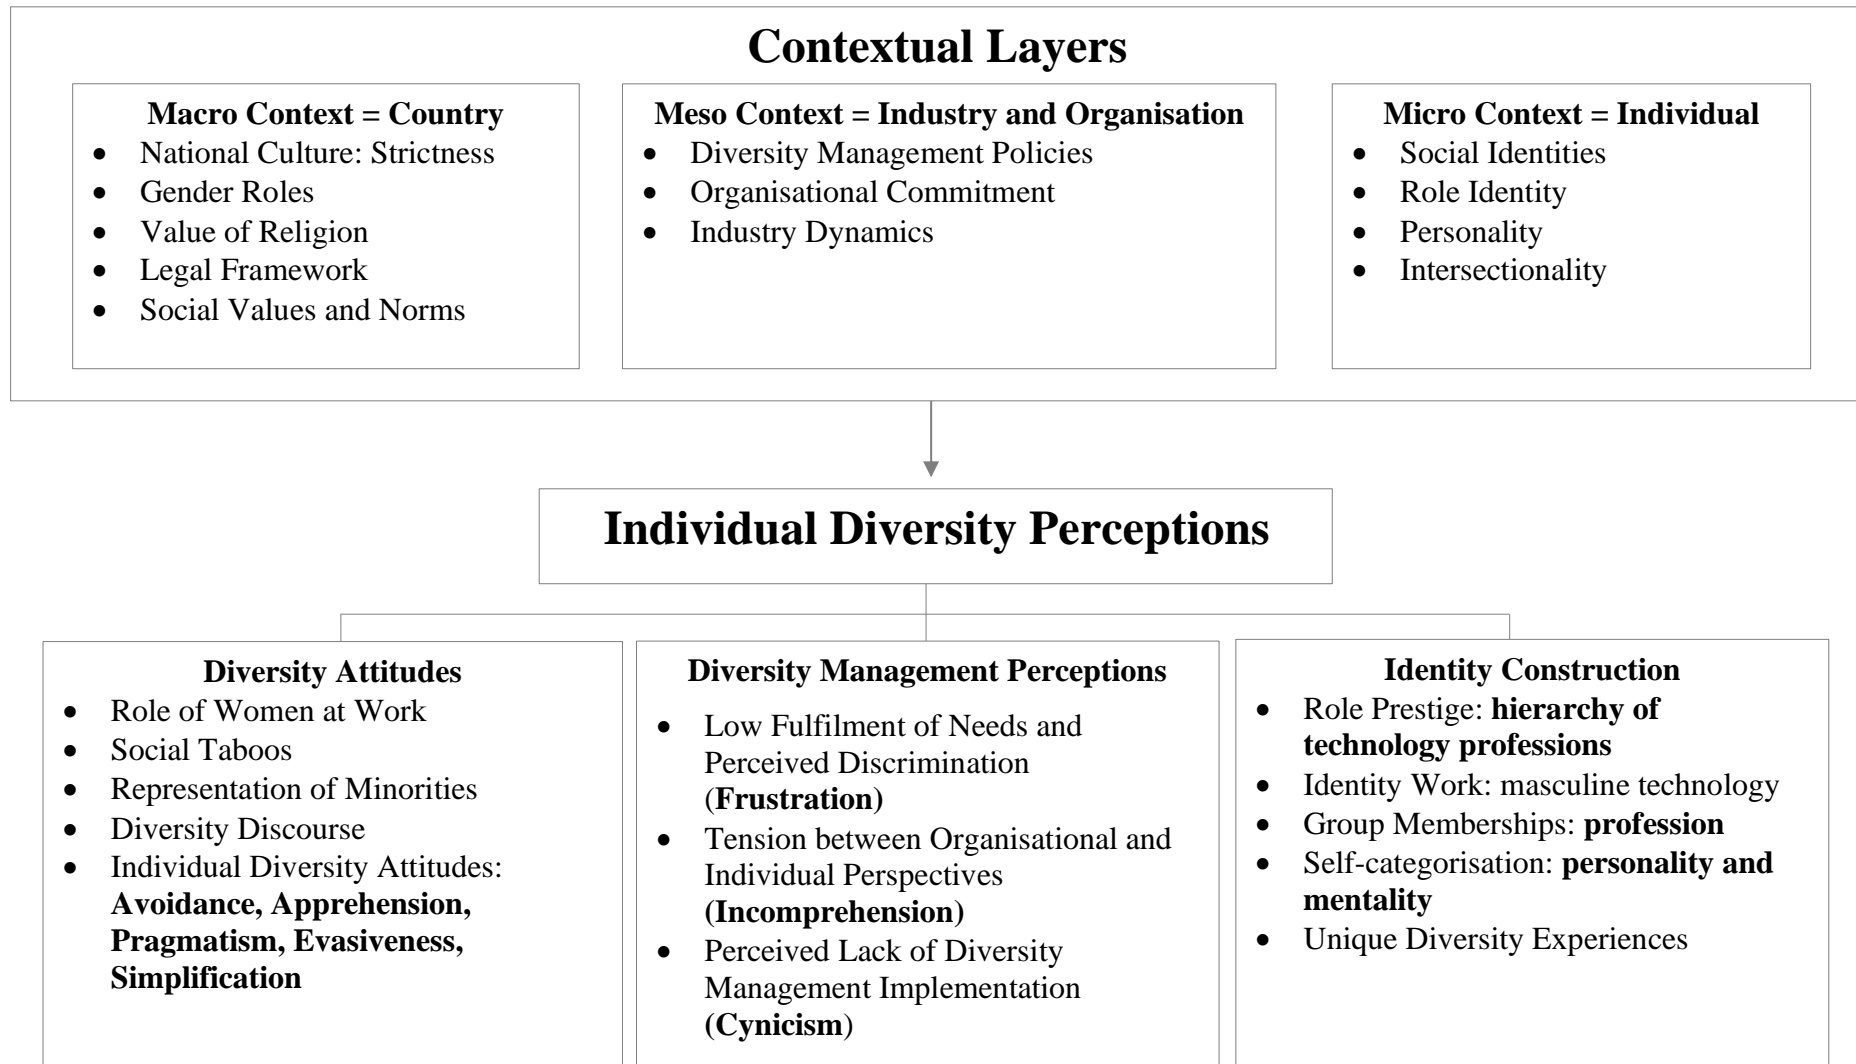 Contextual Layers
Macro Context = Country
• National Culture: Strictness
• Gender Roles
• Value of Religion
• Legal Framework
• Social Values and Norms
Meso Context = Industry and Organisation
• Diversity Management Policies
• Organisational Commitment
• Industry Dynamics
Micro Context = Individual
• Social Identities
• Role Identity
• Personality
• Intersectionality
Individual Diversity Perceptions
Diversity Attitudes
• Role of Women at Work
• Social Taboos
• Representation of Minorities
• Diversity Discourse
• Individual Diversity Attitudes:
Avoidance, Apprehension,
Pragmatism, Evasiveness,
Simplification
Diversity Management Perceptions
• Low Fulfilment of Needs and
Perceived Discrimination
(Frustration)
• Tension between Organisational and
Individual Perspectives
(Incomprehension)
• Perceived Lack of Diversity
Management Implementation
(Cynicism)
Identity Construction
• Role Prestige: hierarchy of
technology professions
• Identity Work: masculine technology
• Group Memberships: profession
• Self-categorisation: personality and
mentality
• Unique Diversity Experiences